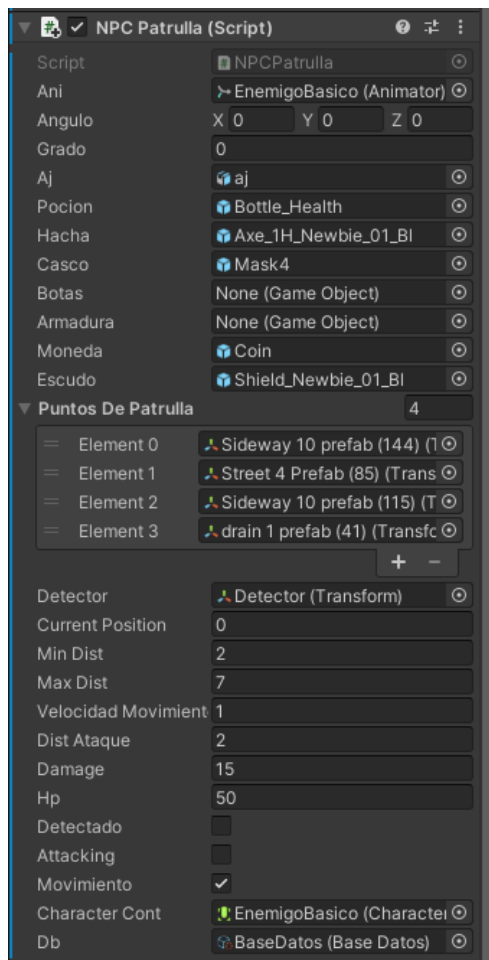 NPC Patrulla (Script)
Script NPCPatrulla
Ani EnemigoBasico (Animator)
Angulo X 0 Y 0 Z 0
Grado 0
Aj aj
Pocion Bottle_Health
Hacha Axe_1H_Newbie_01_Bl
Casco Mask4
Botas None (Game Object)
Armadura None (Game Object)
Moneda Coin
Escudo Shield_Newbie_01_Bl
Puntos De Patrulla 4
Element 0 Sideway 10 prefab (144) (T
Element 1 Street 4 Prefab (85) (Trans
Element 2 Sideway 10 prefab (115) (T
Element 3 drain 1 prefab (41) (Transfo
+ −
Detector Detector (Transform)
Current Position 0
Min Dist 2
Max Dist 7
Velocidad Movimient 1
Dist Ataque 2
Damage 15
Hp 50
Detectado
Attacking
Movimiento
Character Cont EnemigoBasico (Character
Db BaseDatos (Base Datos)